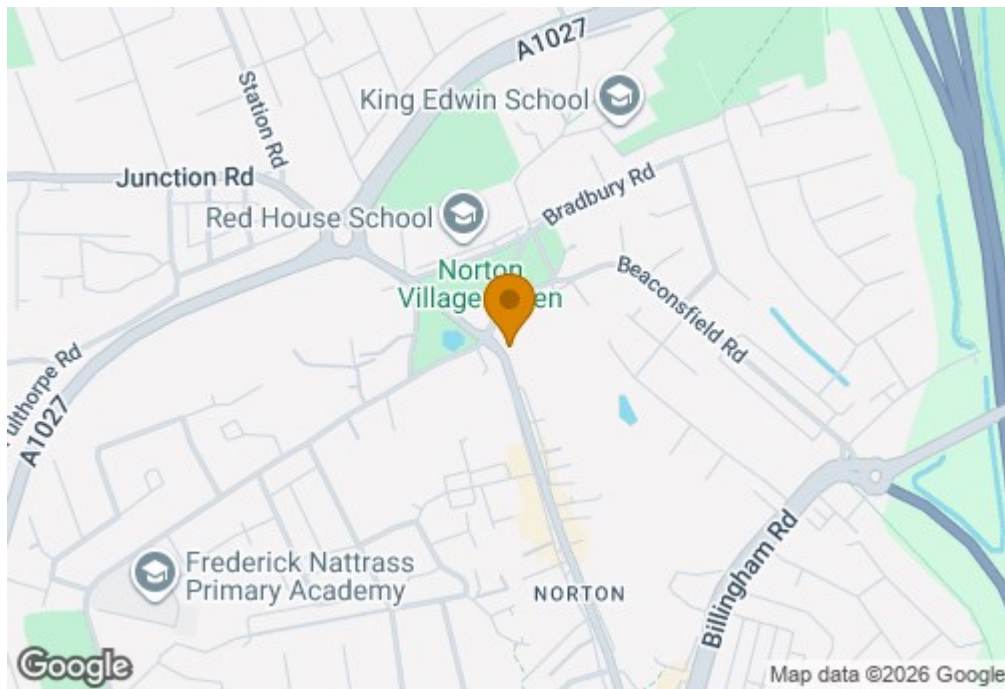 A1027
King Edwin School
Station Rd
Junction Rd
Bradbury Rd
Red House School
Norton
Village
en
Beaconsfield Rd
ulthorpe Rd
A1027
Billingham Rd
Frederick Nattrass
Primary Academy
NORTON
Google
Map data ©2026 Google